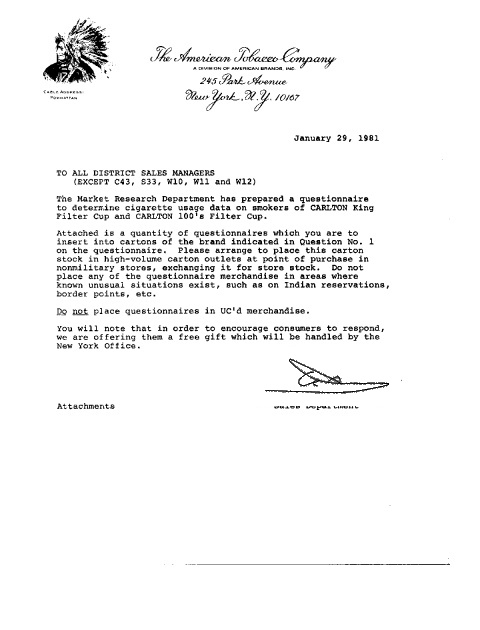 The American Tobacco Company
A DIVISION OF AMERICAN BRANDS, INC.
245 Park Avenue
New York, N.Y. 10167
CABLE ADDRESS:
POWHATTAN
January 29, 1981
TO ALL DISTRICT SALES MANAGERS
(EXCEPT C43, S33, W10, W11 and W12)
The Market Research Department has prepared a questionnaire
to determine cigarette usage data on smokers of CARLTON King
Filter Cup and CARLTON 100's Filter Cup.
Attached is a quantity of questionnaires which you are to
insert into cartons of the brand indicated in Question No. 1
on the questionnaire. Please arrange to place this carton
stock in high-volume carton outlets at point of purchase in
nonmilitary stores, exchanging it for store stock. Do not
place any of the questionnaire merchandise in areas where
known unusual situations exist, such as on Indian reservations,
border points, etc.
Do not place questionnaires in UC'd merchandise.
You will note that in order to encourage consumers to respond,
we are offering them a free gift which will be handled by the
New York Office.
Attachments
Sales Department